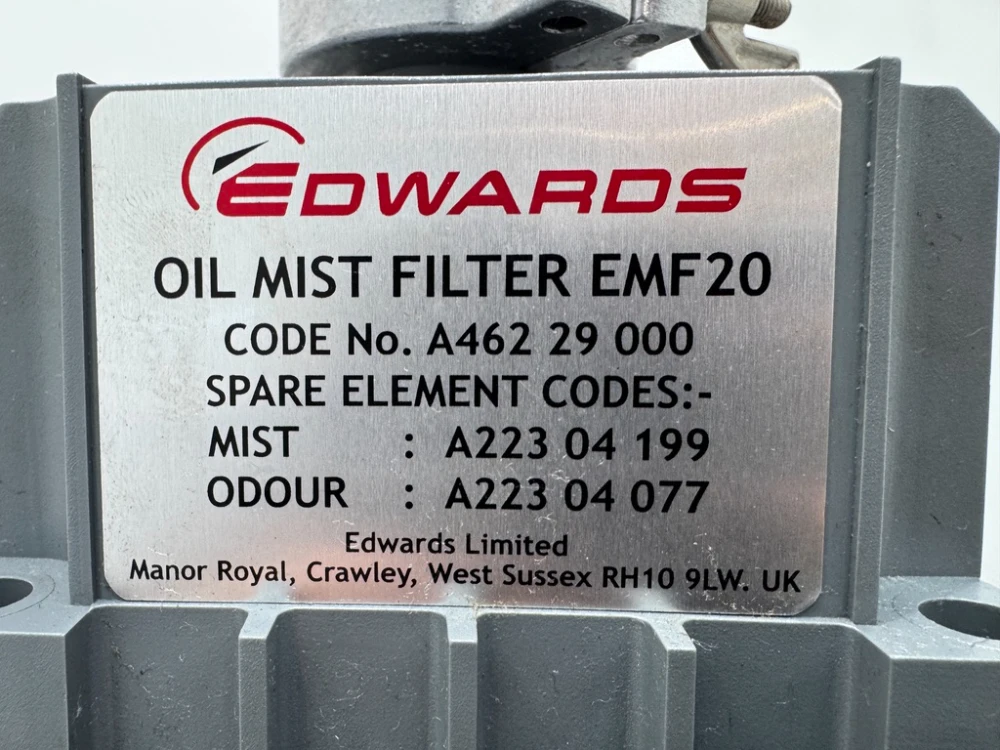 EDWARDS
OIL MIST FILTER EMF20
CODE No. A462 29 000
SPARE ELEMENT CODES:-
MIST : A223 04 199
ODOUR : A223 04 077
Edwards Limited
Manor Royal, Crawley, West Sussex RH10 9LW. UK